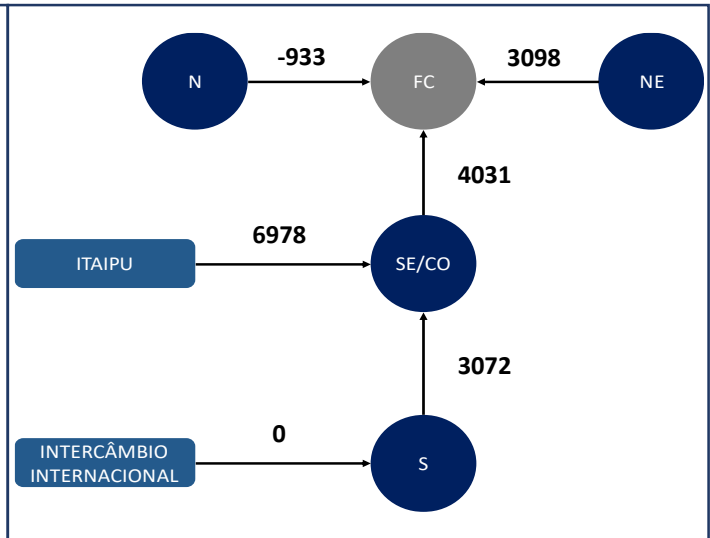 -933
3098
N
FC
NE
4031
6978
ITAIPU
SE/CO
3072
0
INTERCÂMBIO
INTERNACIONAL
S